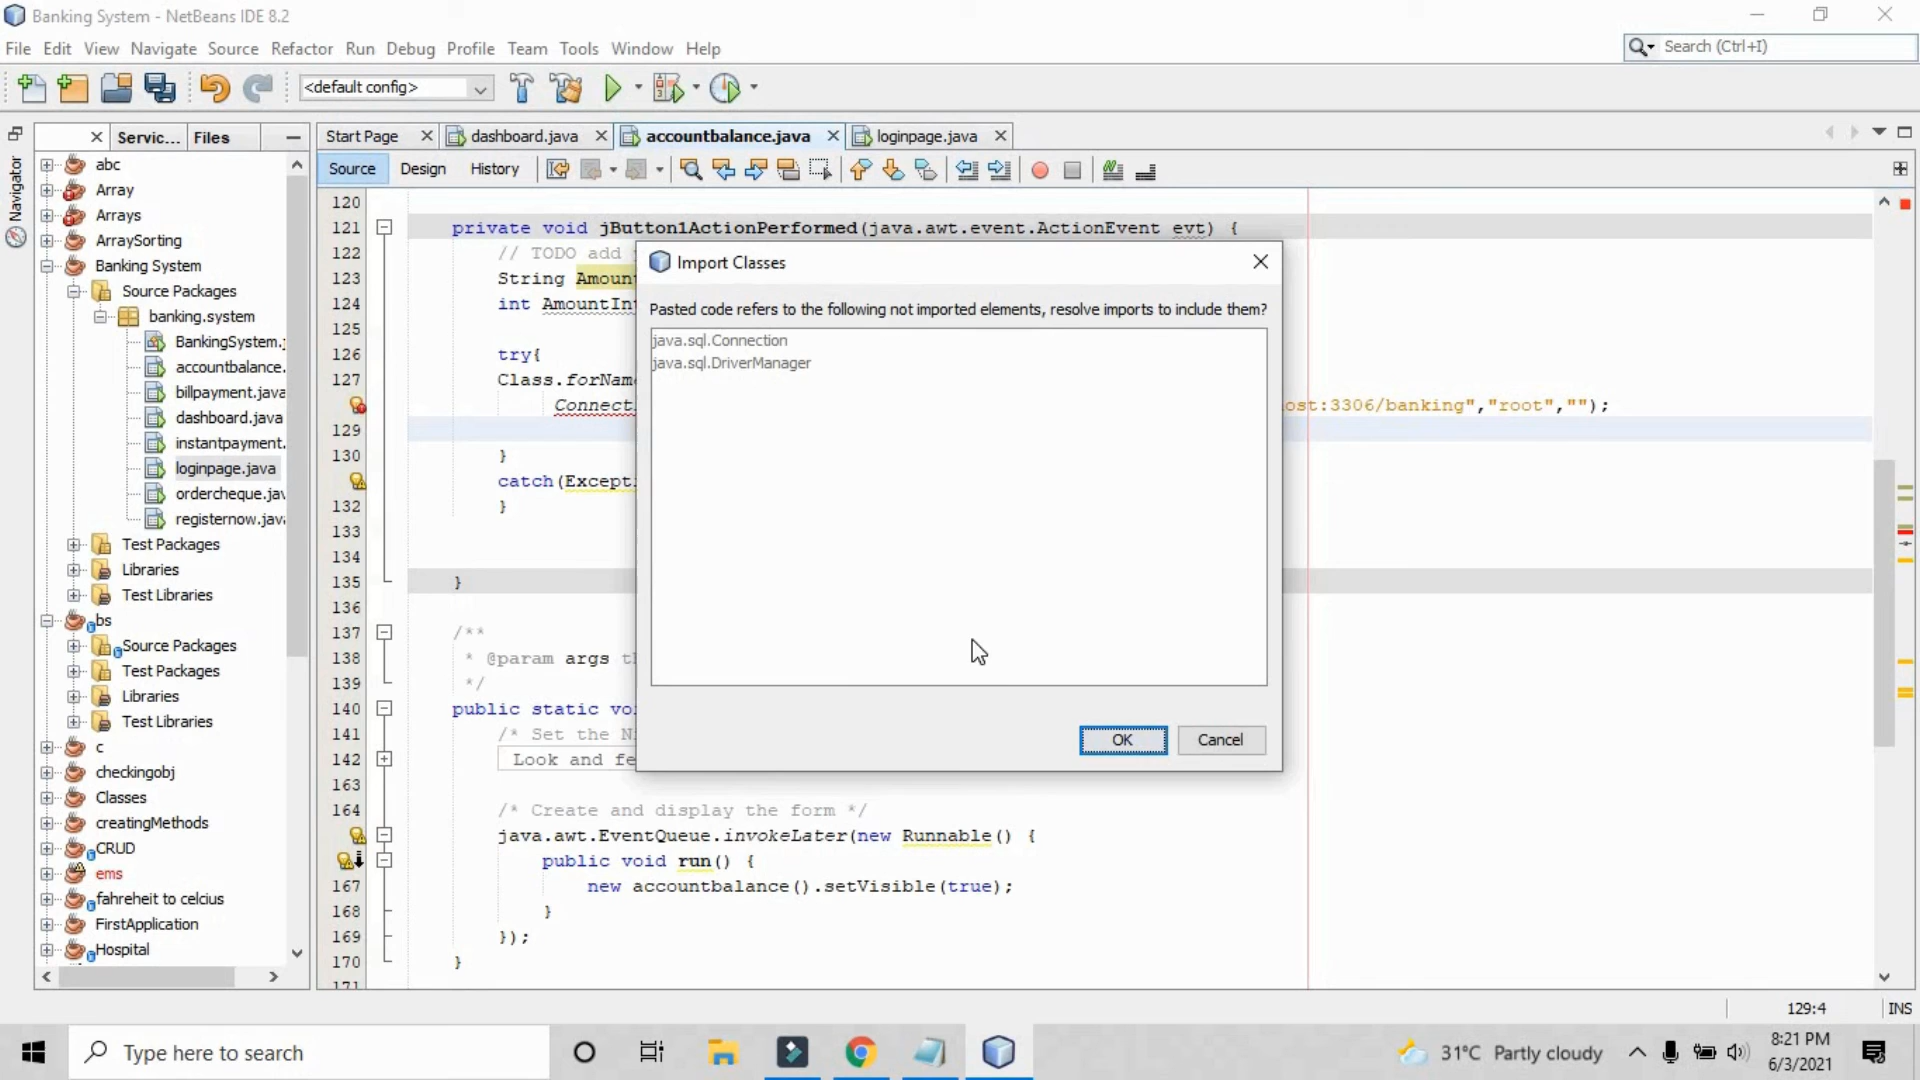 Banking System - NetBeans IDE 8.2
File Edit View Navigate Source Refactor Run Debug Profile Team Tools Window Help
Search (Ctrl+I)
<default config>
Servic... Files
Start Page dashboard.java accountbalance.java loginpage.java
Source Design History
Navigator
abc
Array
Arrays
ArraySorting
Banking System
Source Packages
banking.system
BankingSystem.j
accountbalance.
billpayment.java
dashboard.java
instantpayment.
loginpage.java
ordercheque.jav
registernow.java
Test Packages
Libraries
Test Libraries
bs
Source Packages
Test Packages
Libraries
Test Libraries
c
checkingobj
Classes
creatingMethods
CRUD
ems
fahreheit to celcius
FirstApplication
Hospital
120
121 private void jButton1ActionPerformed(java.awt.event.ActionEvent evt) {
122 // TODO add
123 String Amoun
124 int AmountIn
125
126 try{
127 Class.forName
Connect ost:3306/banking","root","");
129
130 }
catch(Excepti
132 }
133
134
135 }
136
137 /**
138 * @param args th
139 */
140 public static voi
141 /* Set the N
142 Look and fe
163
164 /* Create and display the form */
java.awt.EventQueue.invokeLater(new Runnable() {
public void run() {
167 new accountbalance().setVisible(true);
168 }
169 });
170 }
171
Import Classes
Pasted code refers to the following not imported elements, resolve imports to include them?
java.sql.Connection
java.sql.DriverManager
OK Cancel
129:4 INS
Type here to search
31°C Partly cloudy
8:21 PM
6/3/2021